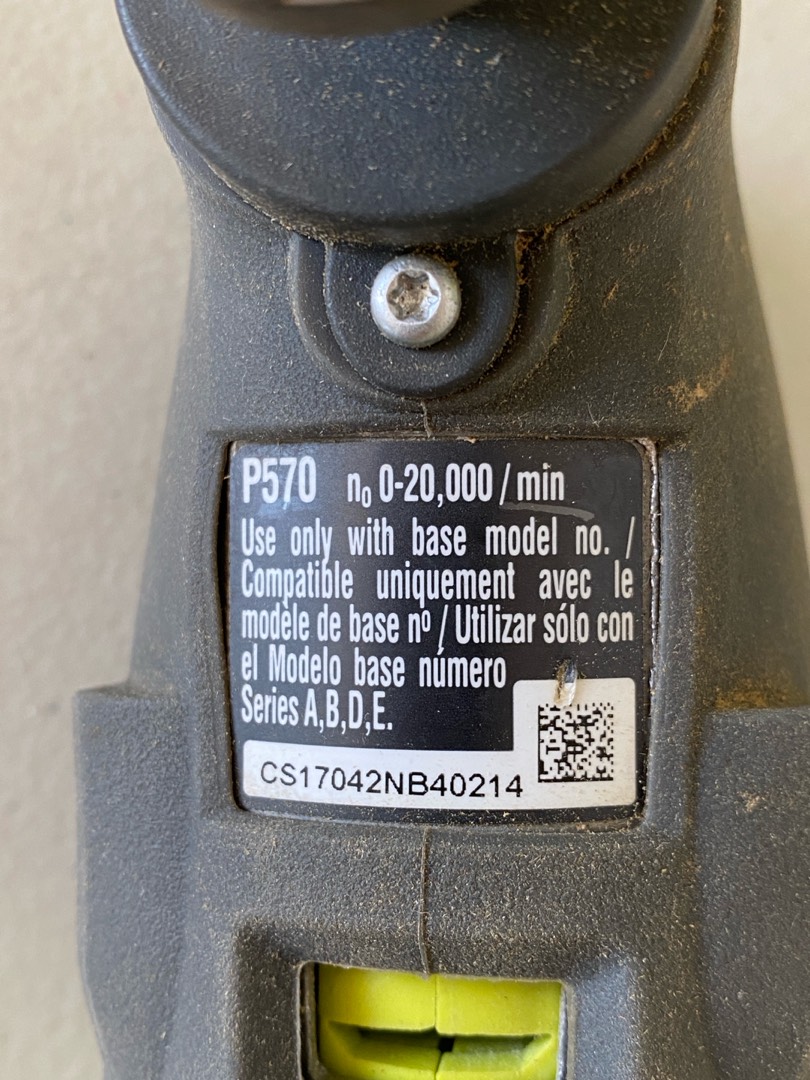 P570 n₀ 0-20,000 / min
Use only with base model no. /
Compatible uniquement avec le
modèle de base nº / Utilizar sólo con
el Modelo base número
Series A,B,D,E.
CS17042NB40214